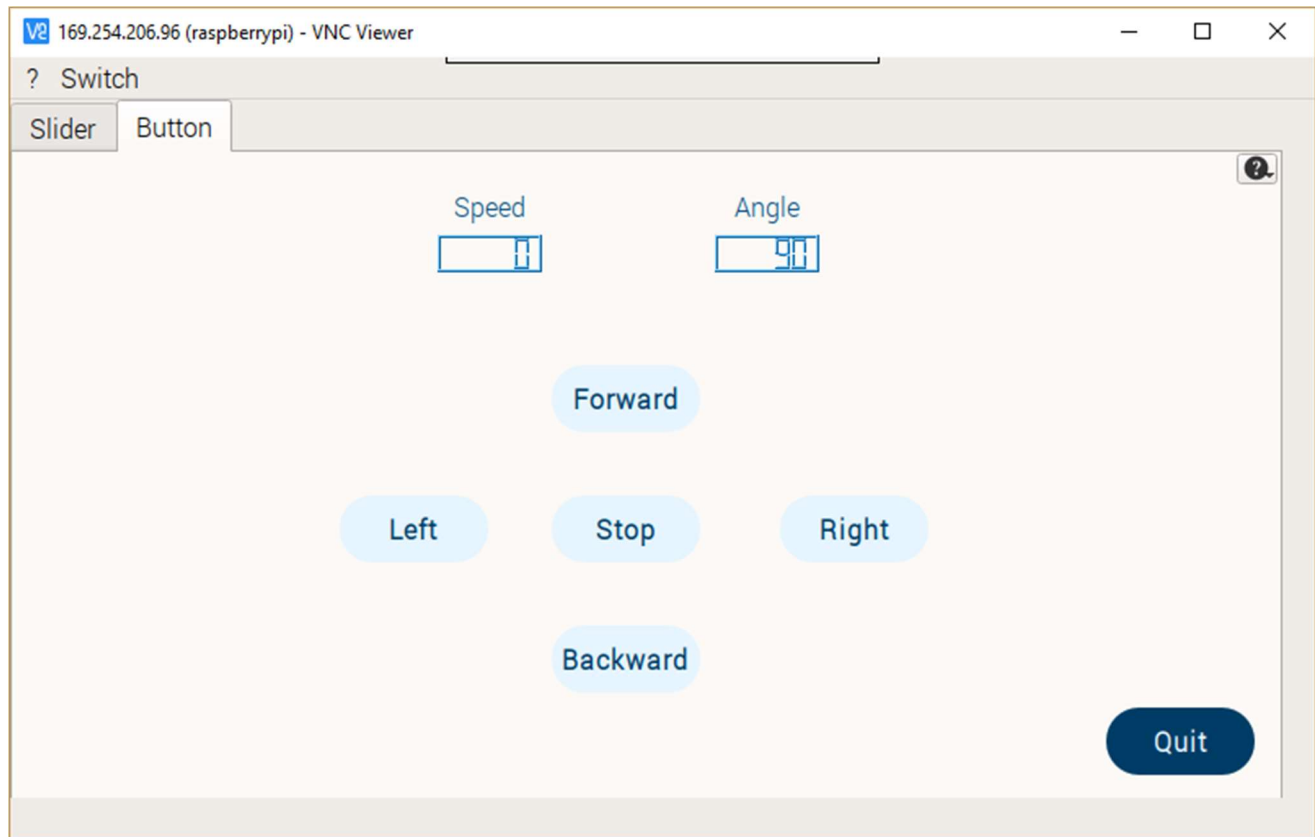 169.254.206.96 (raspberrypi) - VNC Viewer
? Switch
Slider Button
?
Speed Angle
0 90
Forward
Left Stop Right
Backward
Quit